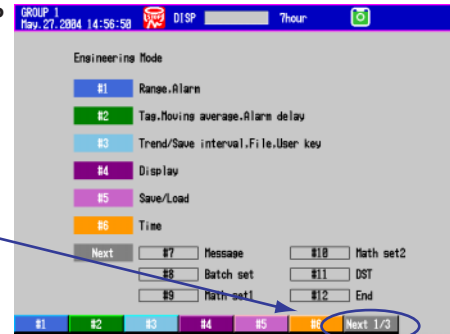 GROUP 1
May.27.2004 14:56:50 DISP 7hour
Engineering Mode
#1 Range.Alarm
#2 Tag.Moving average.Alarm delay
#3 Trend/Save interval.File.User key
#4 Display
#5 Save/Load
#6 Time
Next #7 Message #10 Math set2
#8 Batch set #11 DST
#9 Math set1 #12 End
#1 #2 #3 #4 #5 #6 Next 1/3